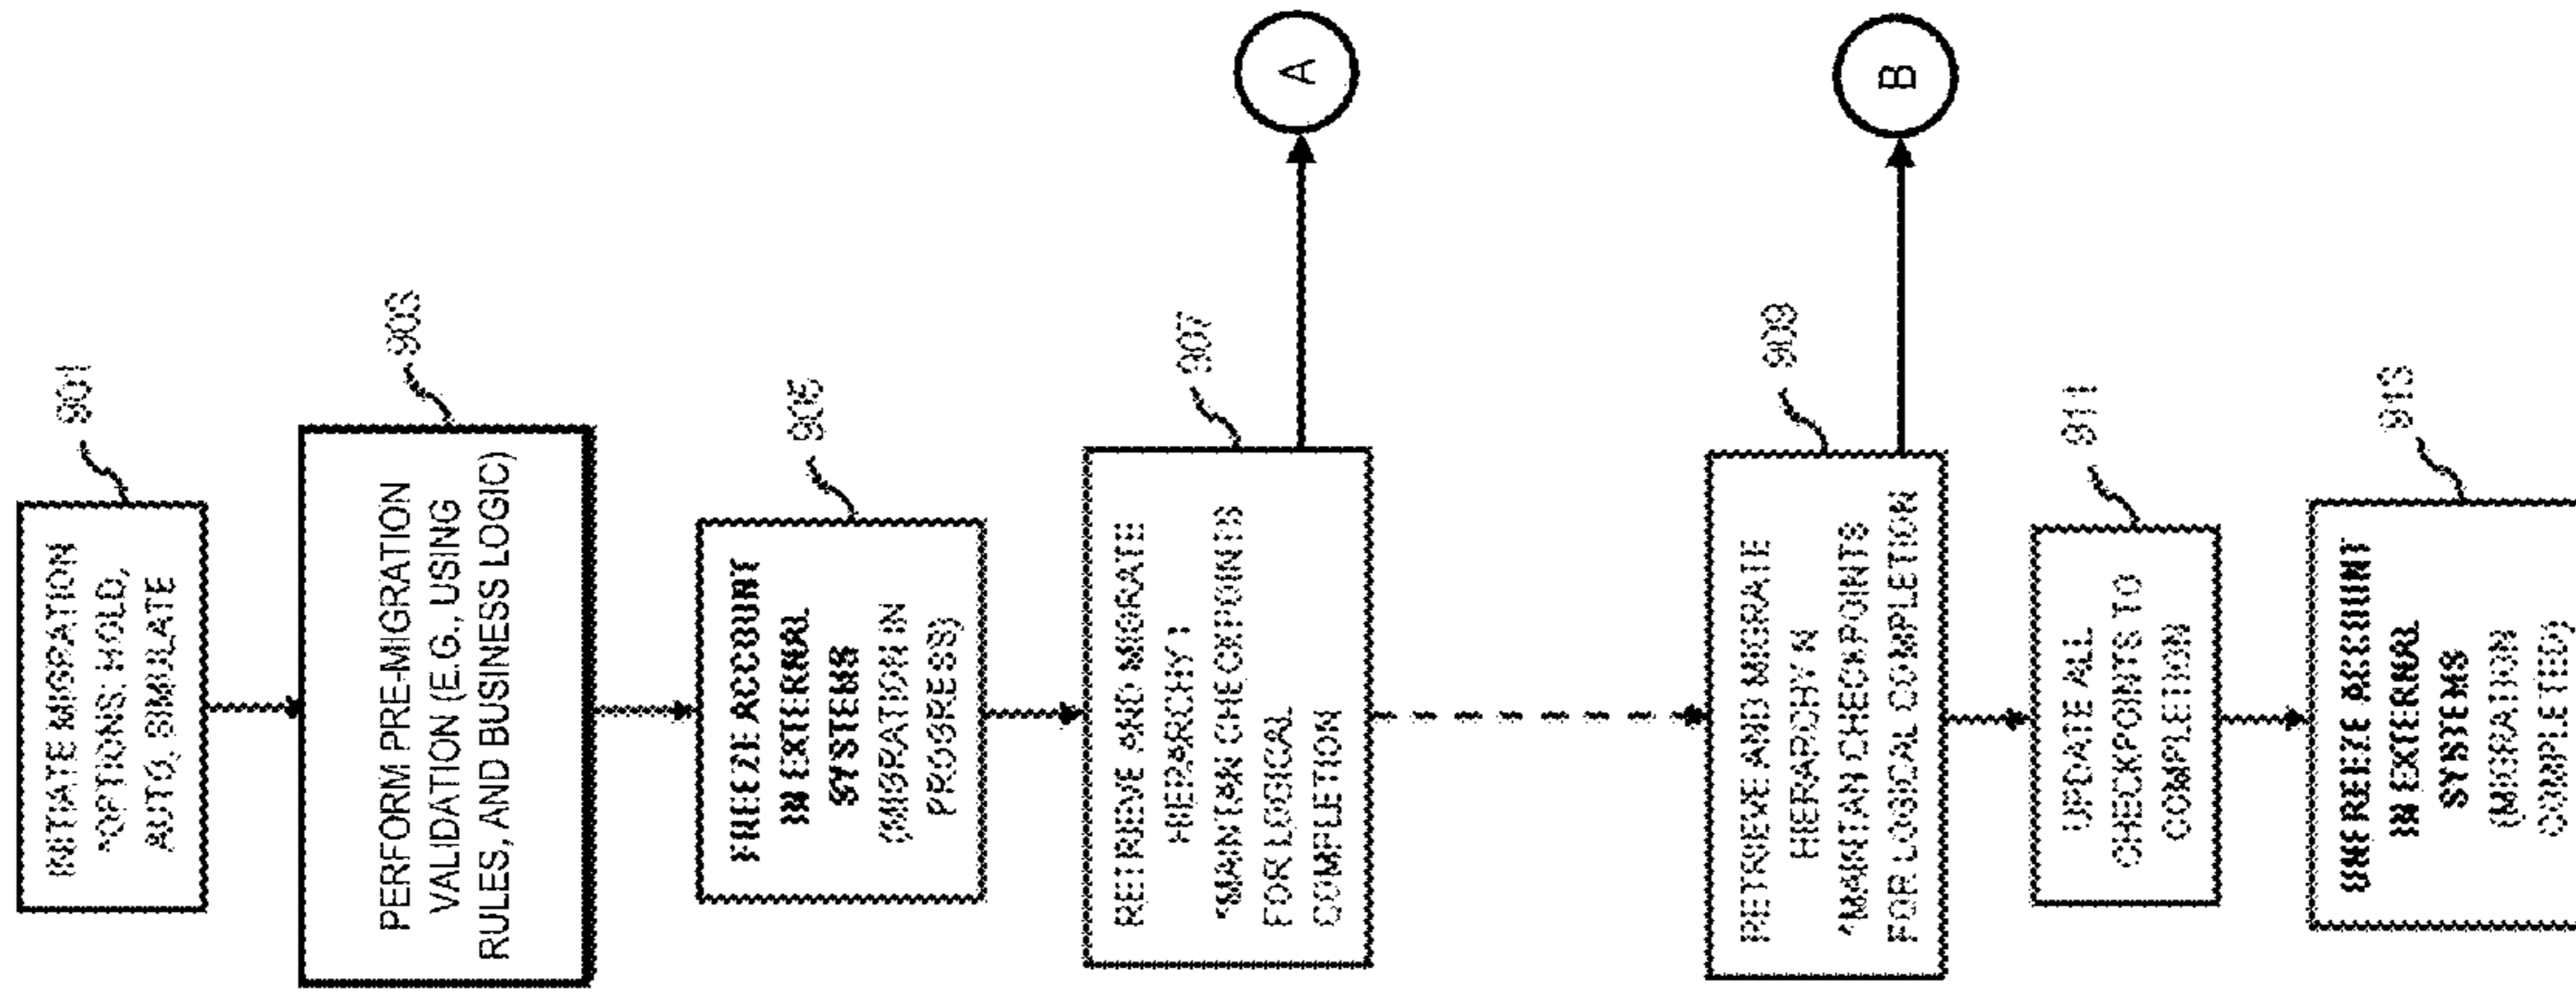 INITIATE MIGRATION
*OPTIONS: HOLD,
AUTO, SIMULATE
901
PERFORM PRE-MIGRATION
VALIDATION (E.G., USING
RULES, AND BUSINESS LOGIC)
903
FREEZE ACCOUNT
IN EXTERNAL
SYSTEMS
(MIGRATION IN
PROGRESS)
905
RETRIEVE AND MIGRATE
HIERARCHY 1
*MAINTAIN CHECKPOINTS
FOR LOGICAL
COMPLETION
907
A
RETRIEVE AND MIGRATE
HIERARCHY N
*MAINTAN CHECKPOINTS
FOR LOGICAL COMPLETION
909
B
UPDATE ALL
CHECKPOINTS TO
COMPLETION
911
UNFREEZE ACCOUNT
IN EXTERNAL
SYSTEMS
(MIGRATION
COMPLETED)
913